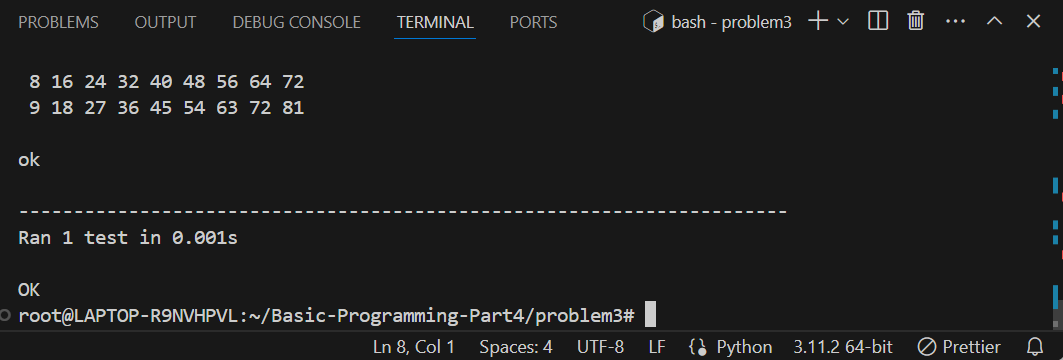 PROBLEMS OUTPUT DEBUG CONSOLE TERMINAL PORTS bash - problem3
8 16 24 32 40 48 56 64 72
9 18 27 36 45 54 63 72 81
ok
----------------------------------------------------------------------
Ran 1 test in 0.001s
OK
root@LAPTOP-R9NVHPVL:~/Basic-Programming-Part4/problem3#
Ln 8, Col 1 Spaces: 4 UTF-8 LF Python 3.11.2 64-bit Prettier